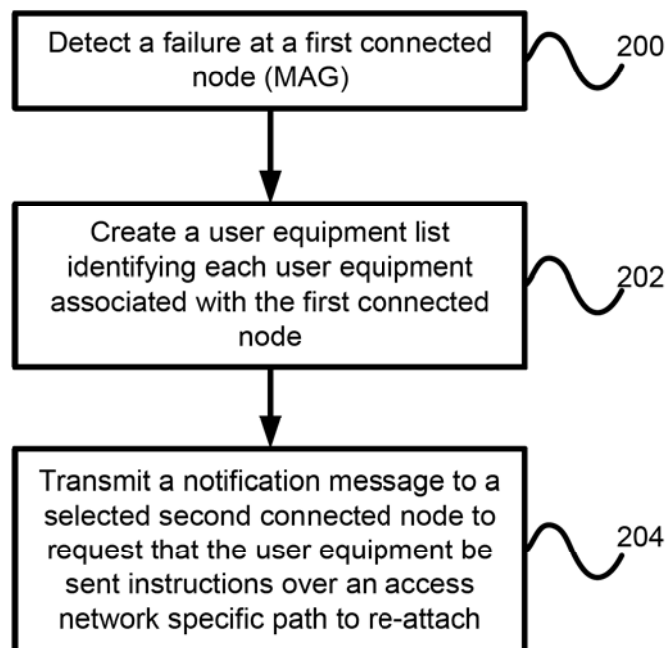 Detect a failure at a first connected
node (MAG)
200
Create a user equipment list
identifying each user equipment
associated with the first connected
node
202
Transmit a notification message to a
selected second connected node to
request that the user equipment be
sent instructions over an access
network specific path to re-attach
204